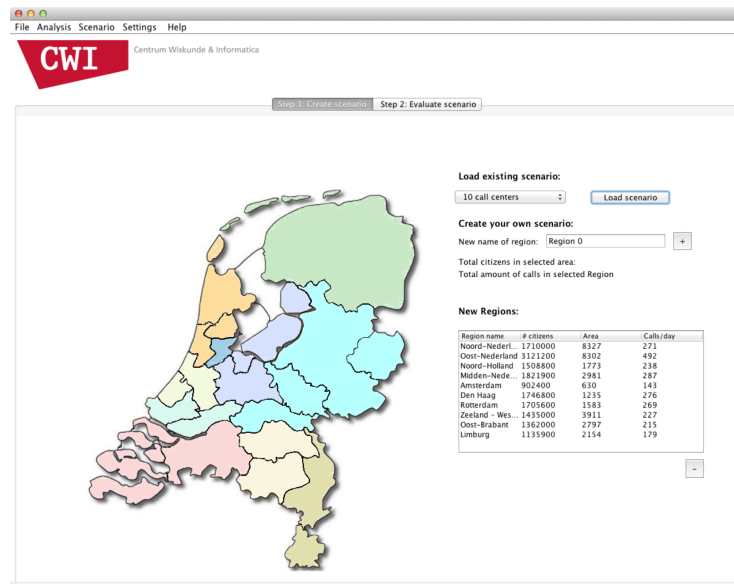 File Analysis Scenario Settings Help
CWI
Centrum Wiskunde & Informatica
Step 1: Create scenario Step 2: Evaluate scenario
Load existing scenario:
10 call centers Load scenario
Create your own scenario:
New name of region: Region 0 +
Total citizens in selected area:
Total amount of calls in selected Region
New Regions:
Region name # citizens Area Calls/day
Noord-Nederl... 1710000 8327 271
Oost-Nederland 3121200 8302 492
Noord-Holland 1508800 1773 238
Midden-Nede... 1821900 2981 287
Amsterdam 902400 630 143
Den Haag 1746800 1235 276
Rotterdam 1705600 1583 269
Zeeland - Wes... 1435000 3911 227
Oost-Brabant 1362000 2797 215
Limburg 1135900 2154 179
-